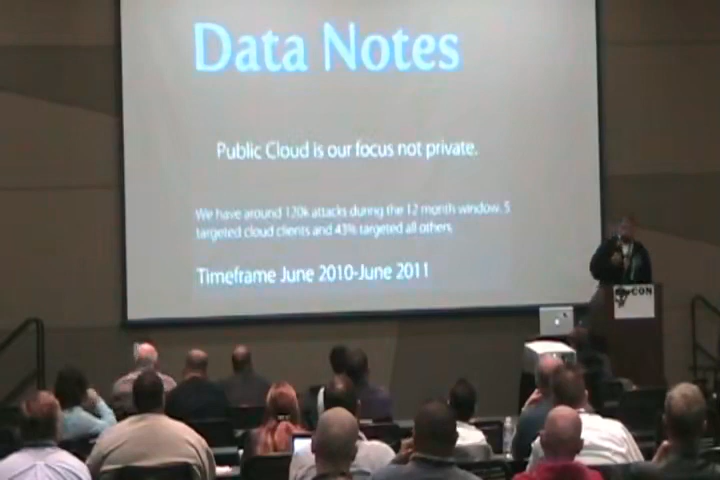 Data Notes
Public Cloud is our focus not private.
We have around 120k attacks during the 12 month window. 5
targeted cloud clients and 43% targeted all others
Timeframe June 2010-June 2011
CON